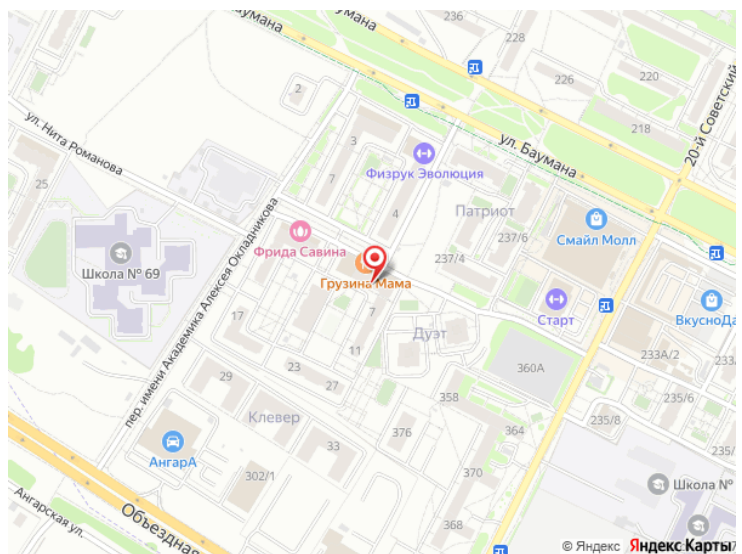 236
228
226
220
218
Баумана
ул. Баумана
20-й Советский
2
3
7
4
ул. Нита Романова
25
Физрук Эволюция
Патриот
237/6
237/4
Смайл Молл
Фрида Савина
Школа № 69
Грузина Мама
7
Старт
ВкусноДа
233А/2
пер. имени Академика Алексея Окладникова
17
11
Дуэт
360А
23
27
29
358
235/6
235/8
Клевер
33
376
364
АнгарА
302/1
370
368
Школа №
Ангарская ул.
Объездная
© Яндекс Яндекс Карты